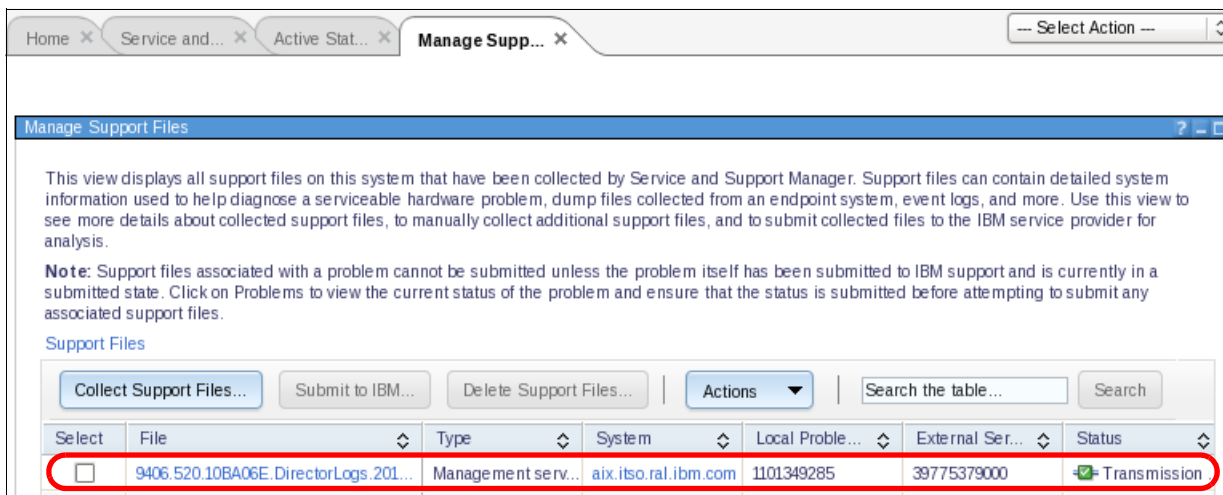 Home Service and... Active Stat... Manage Supp... --- Select Action ---
Manage Support Files
This view displays all support files on this system that have been collected by Service and Support Manager. Support files can contain detailed system
information used to help diagnose a serviceable hardware problem, dump files collected from an endpoint system, event logs, and more. Use this view to
see more details about collected support files, to manually collect additional support files, and to submit collected files to the IBM service provider for
analysis.
Note: Support files associated with a problem cannot be submitted unless the problem itself has been submitted to IBM support and is currently in a
submitted state. Click on Problems to view the current status of the problem and ensure that the status is submitted before attempting to submit any
associated support files.
Support Files
Collect Support Files... Submit to IBM... Delete Support Files... Actions Search the table... Search
Select File Type System Local Proble... External Ser... Status
9406.520.10BA06E.DirectorLogs.201... Management serv... aix.itso.ral.ibm.com 1101349285 39775379000 Transmission